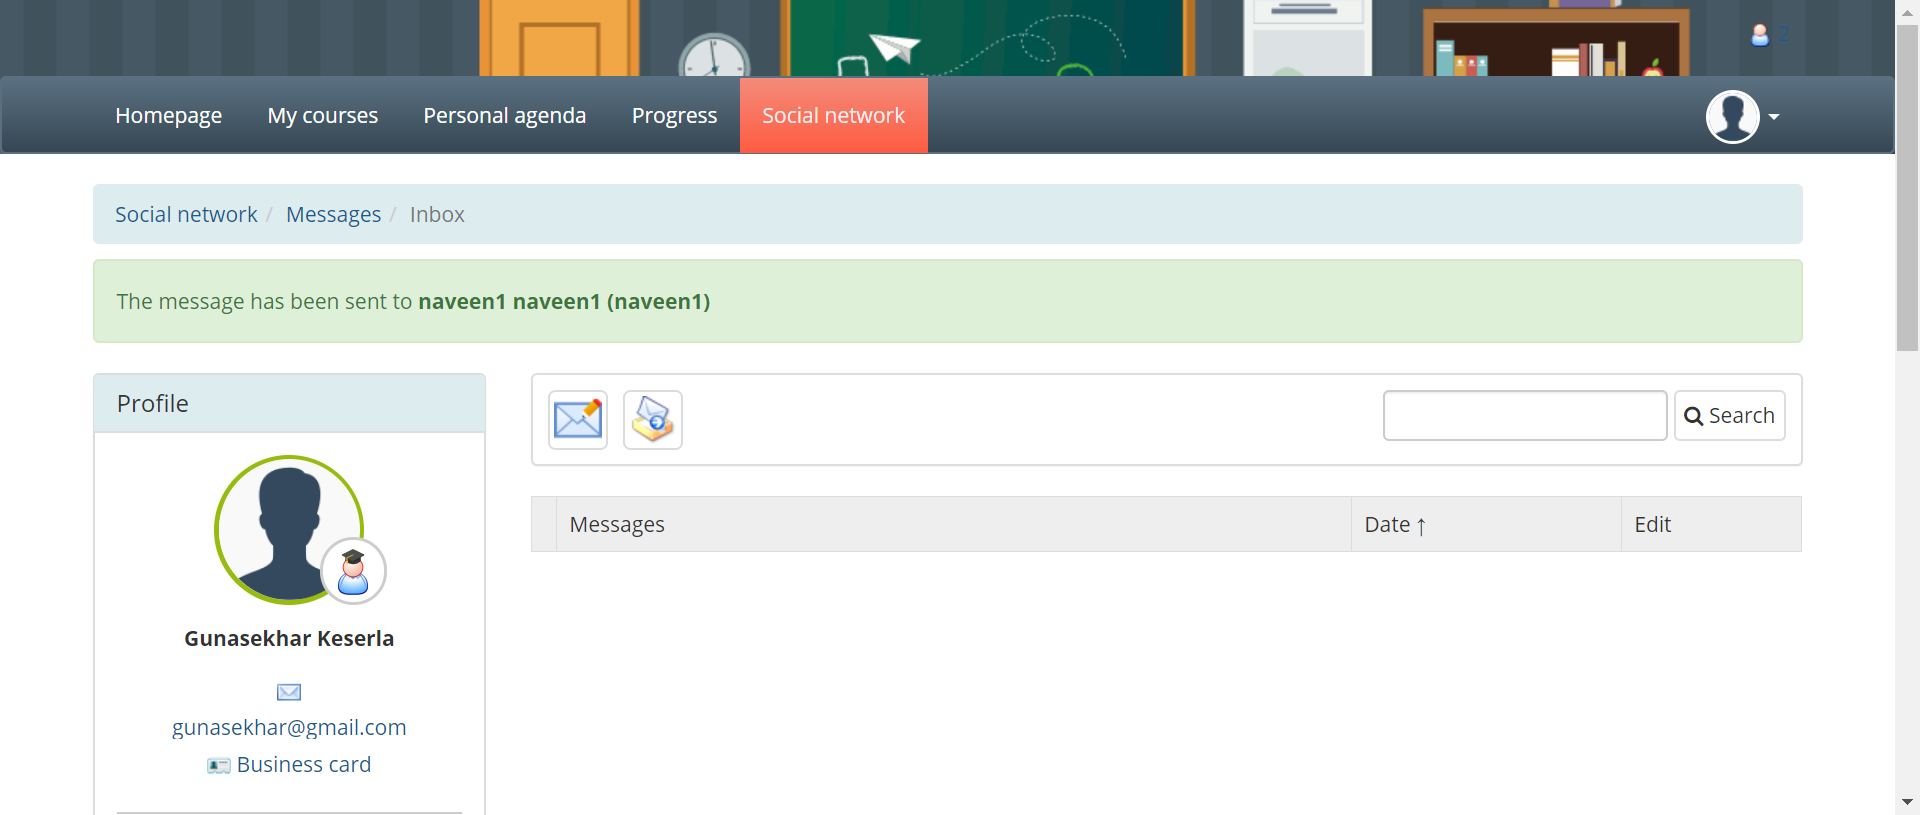 2
Homepage My courses Personal agenda Progress Social network
Social network / Messages / Inbox
The message has been sent to naveen1 naveen1 (naveen1)
Profile
Search
Messages Date ↑ Edit
Gunasekhar Keserla
gunasekhar@gmail.com
Business card